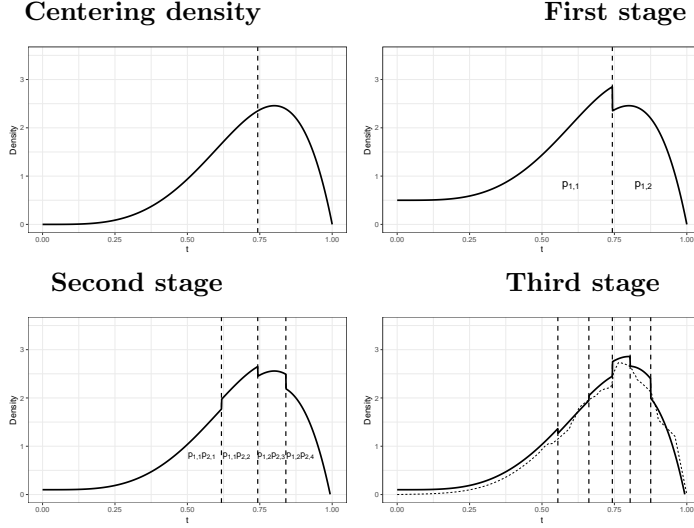 Centering density
First stage
3
2
1
0
Density
0.00 0.25 0.50 0.75 1.00
t
3
2
1
0
Density
p1,1 p1,2
0.00 0.25 0.50 0.75 1.00
t
Second stage
Third stage
3
2
1
0
Density
p1,1p2,1 p1,1p2,2 p1,2p2,3 p1,2p2,4
0.00 0.25 0.50 0.75 1.00
t
3
2
1
0
Density
0.00 0.25 0.50 0.75 1.00
t